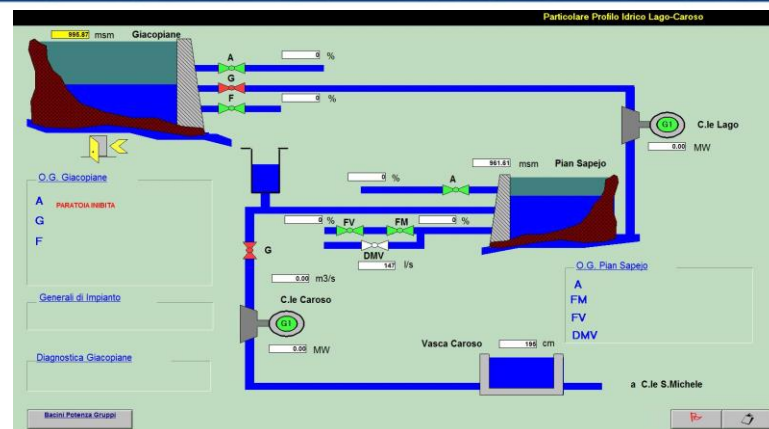 Particolare Profilo Idrico Lago-Caroso
995.87 msm Giacopiane
A 0 %
G
F 0 %
G1 C.le Lago
0.00 MW
961.61 msm Pian Sapejo
0 % A
O.G. Giacopiane
A PARATOIA INIBITA
G
F
0 % FV FM 0 %
DMV
147 l/s
G
0.00 m3/s
O.G. Pian Sapejo
A
FM
FV
DMV
Generali di Impianto
C.le Caroso
G1
0.00 MW
Vasca Caroso 195 cm
Diagnostica Giacopiane
a C.le S.Michele
Bacini Potenza Gruppi